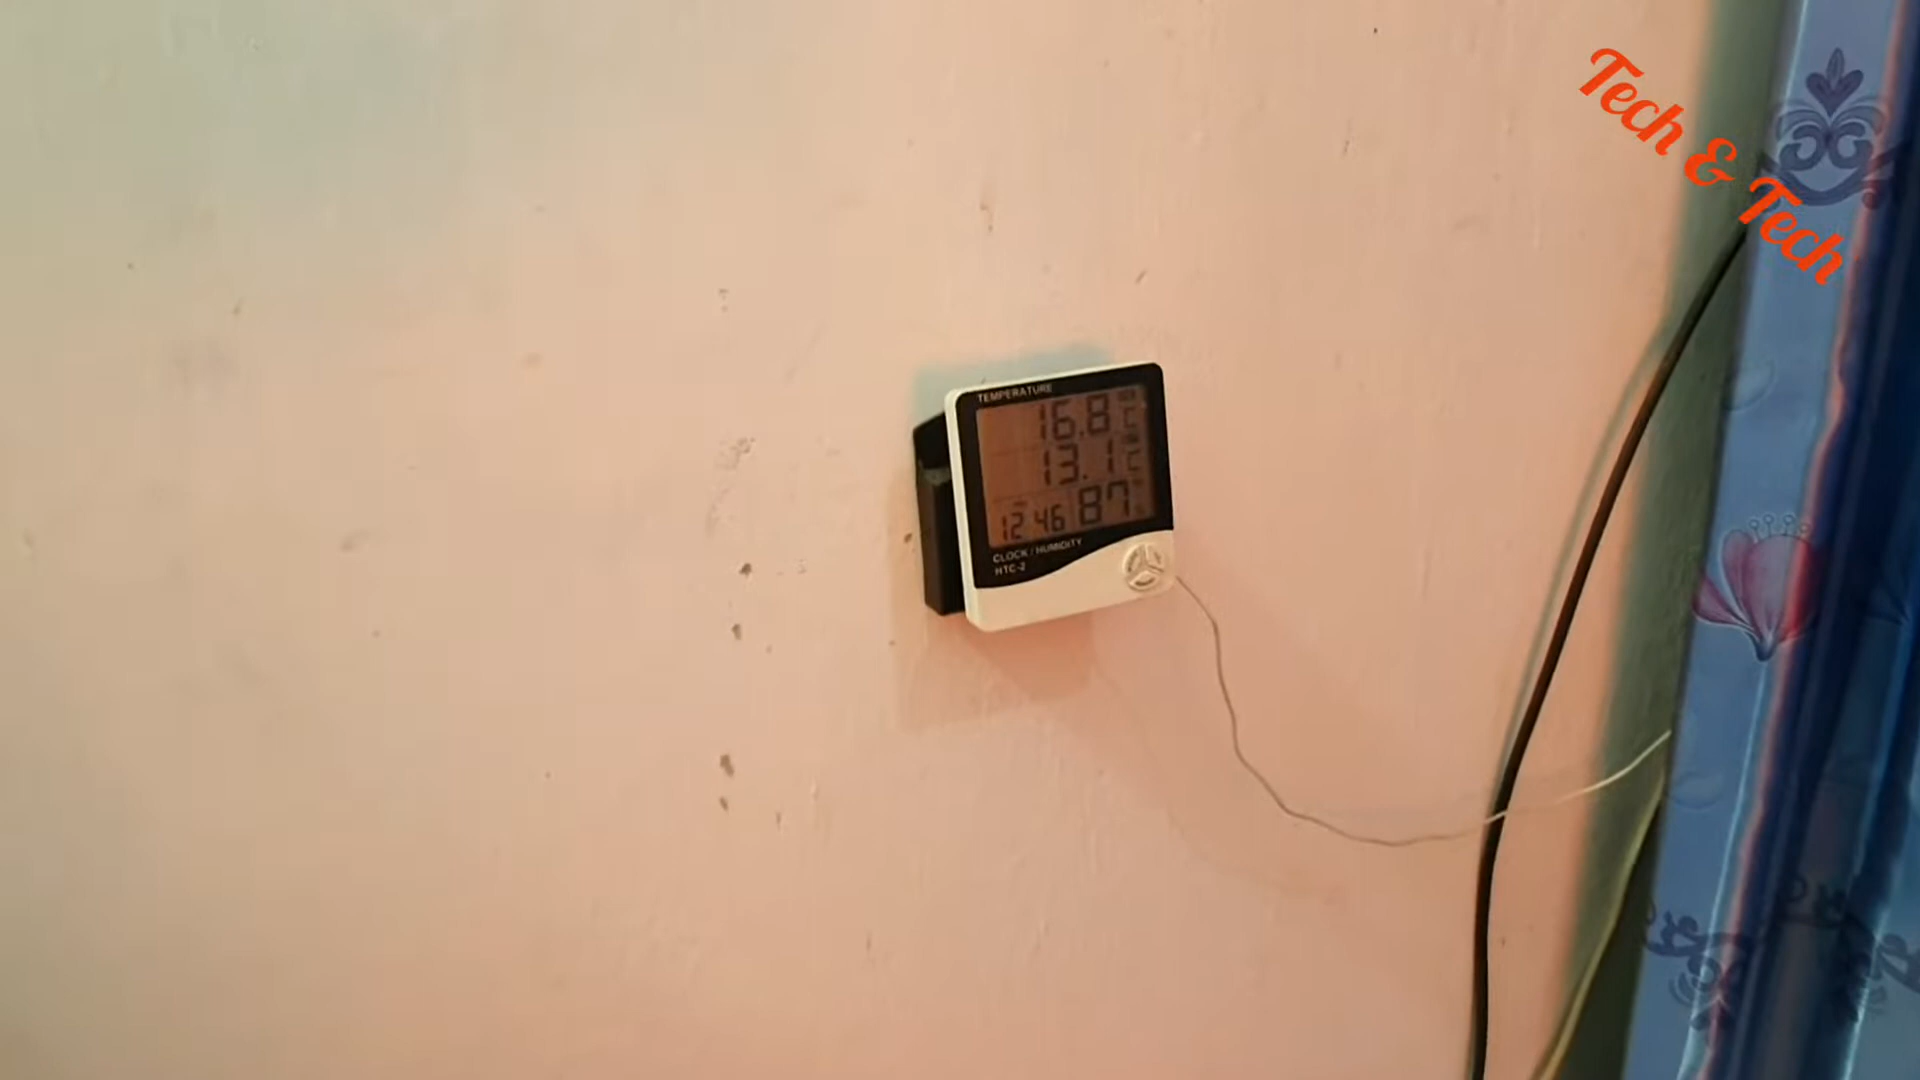 Tech & Tech
TEMPERATURE
16.8 °C
13.1 °C
12:46 87
CLOCK / HUMIDITY
HTC-2